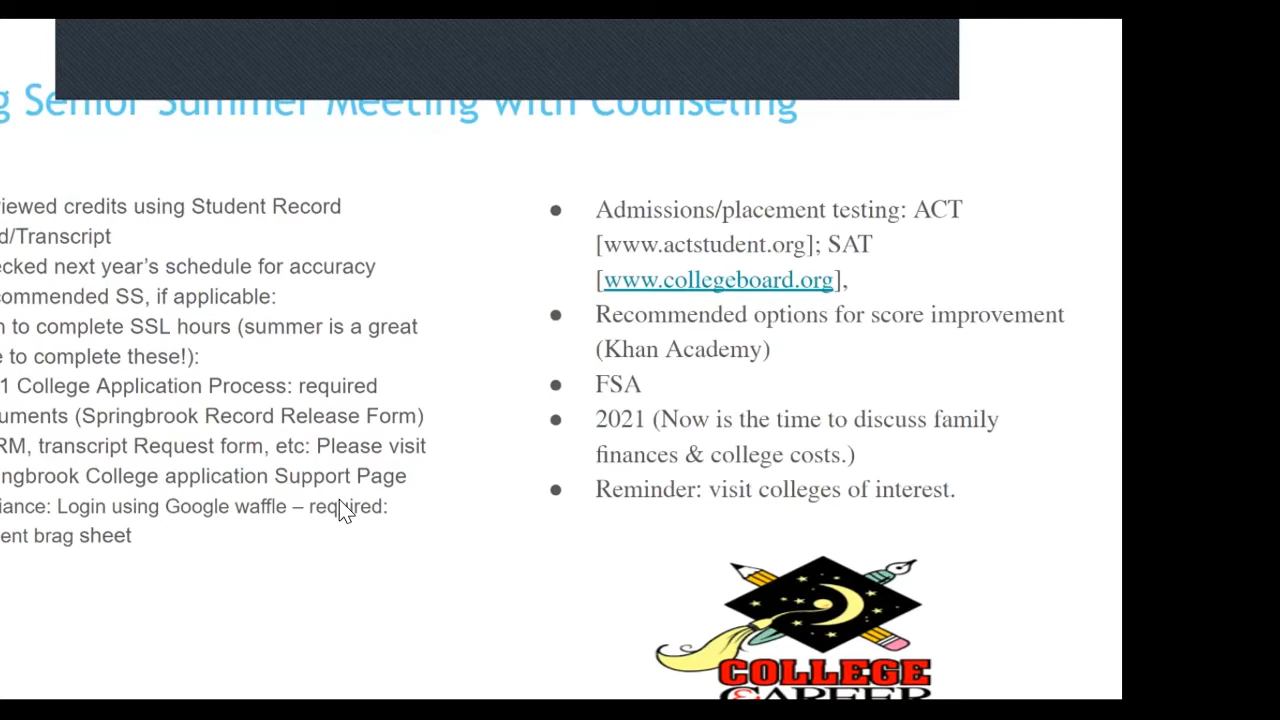 g Senior Summer Meeting with Counseling
iewed credits using Student Record
d/Transcript
ecked next year’s schedule for accuracy
commended SS, if applicable:
n to complete SSL hours (summer is a great
e to complete these!):
1 College Application Process: required
uments (Springbrook Record Release Form)
RM, transcript Request form, etc: Please visit
ngbrook College application Support Page
iance: Login using Google waffle – required:
ent brag sheet
● Admissions/placement testing: ACT
[www.actstudent.org]; SAT
[www.collegeboard.org],
● Recommended options for score improvement
(Khan Academy)
● FSA
● 2021 (Now is the time to discuss family
finances & college costs.)
● Reminder: visit colleges of interest.
COLLEGE
&CAREER